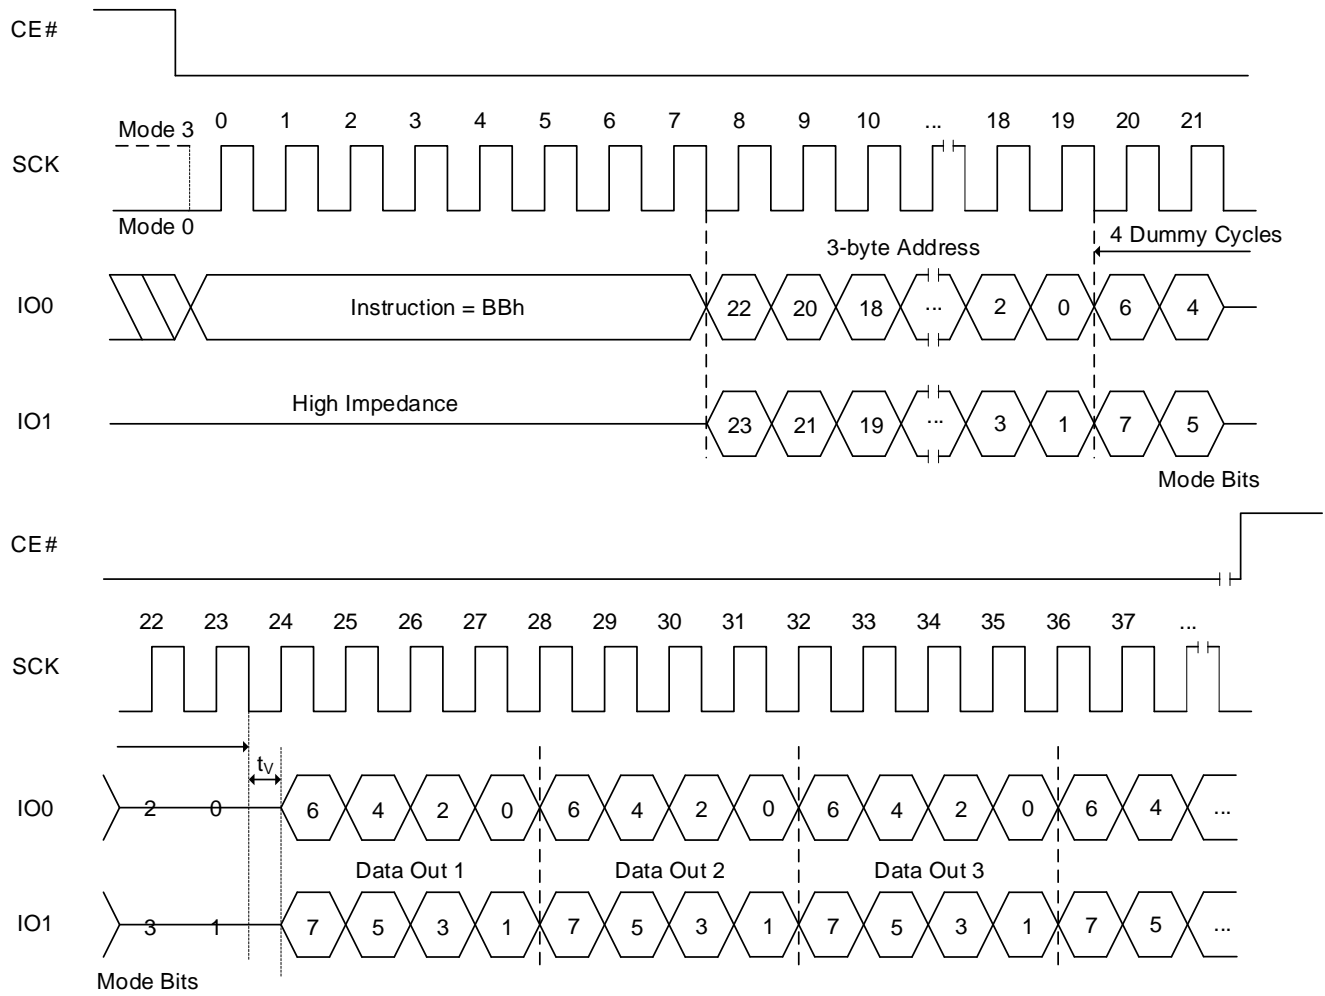 CE#
Mode 3 0 1 2 3 4 5 6 7 8 9 10 ... 18 19 20 21
SCK
Mode 0
3-byte Address 4 Dummy Cycles
IO0 Instruction = BBh 22 20 18 ... 2 0 6 4
High Impedance
IO1 23 21 19 ... 3 1 7 5
Mode Bits
CE#
22 23 24 25 26 27 28 29 30 31 32 33 34 35 36 37 ...
SCK
tV
IO0 2 0 6 4 2 0 6 4 2 0 6 4 2 0 6 4 ...
Data Out 1 Data Out 2 Data Out 3
IO1 3 1 7 5 3 1 7 5 3 1 7 5 3 1 7 5 ...
Mode Bits